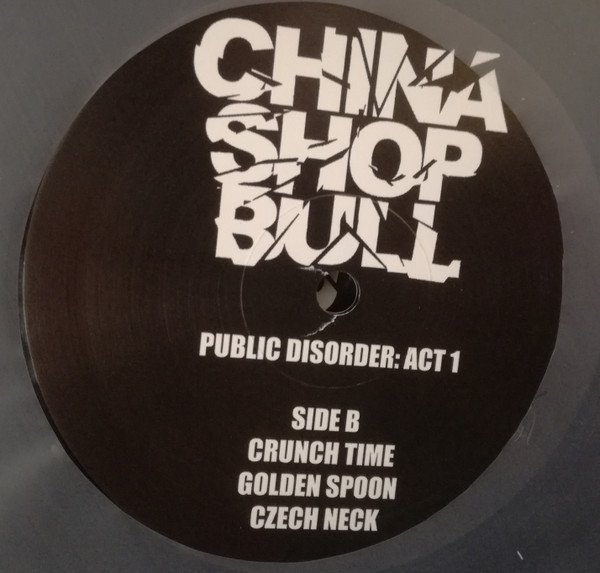 CHINA
SHOP
BULL
PUBLIC DISORDER: ACT 1
SIDE B
CRUNCH TIME
GOLDEN SPOON
CZECH NECK